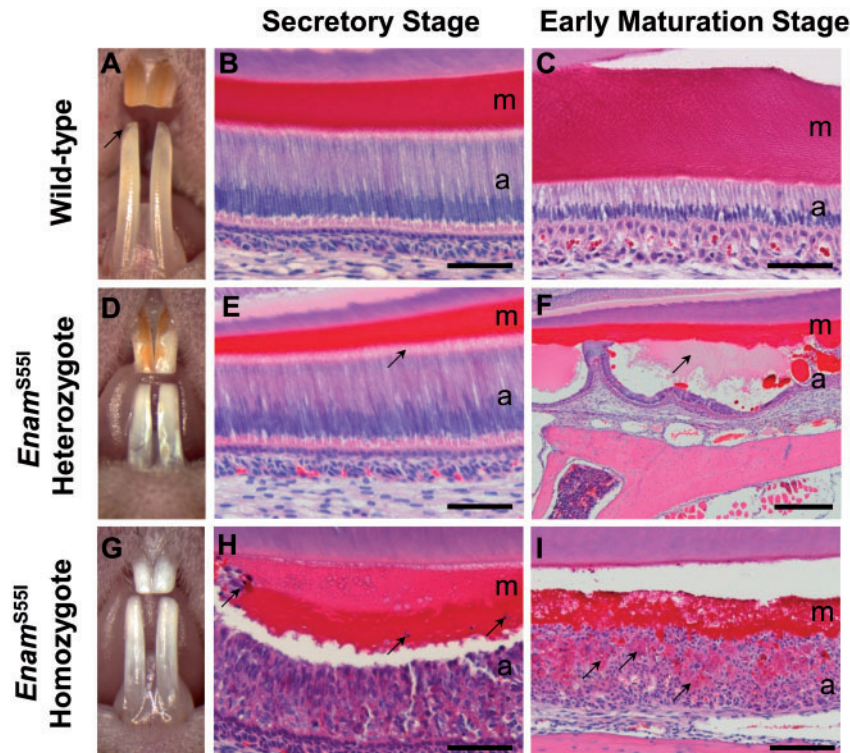 Secretory Stage
Early Maturation Stage
Wild-type
A
B
m
a
C
m
a
Enam^S55I
Heterozygote
D
E
m
a
F
m
a
Enam^S55I
Homozygote
G
H
m
a
I
m
a